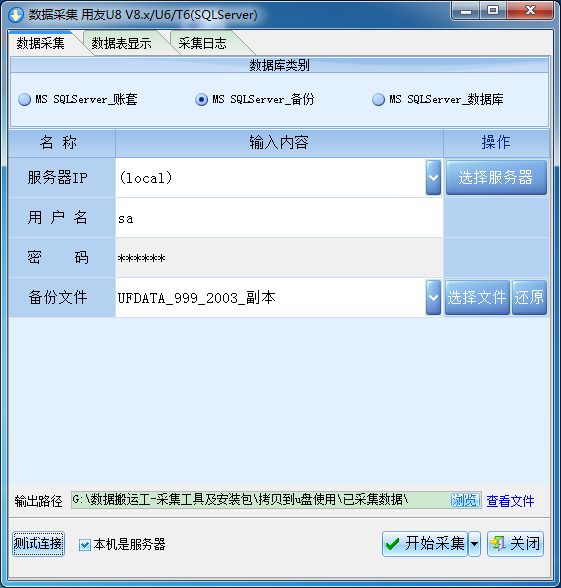 数据采集 用友U8 V8.x/U6/T6(SQLServer)
数据采集 数据表显示 采集日志
数据库类别
MS SQLServer_账套 MS SQLServer_备份 MS SQLServer_数据库
名 称 输入内容 操作
服务器IP (local) 选择服务器
用 户 名 sa
密 码 ******
备份文件 UFDATA_999_2003_副本 选择文件 还原
输出路径 G:\数据搬运工-采集工具及安装包\拷贝到u盘使用\已采集数据\ 浏览 查看文件
测试连接 本机是服务器 开始采集 关闭